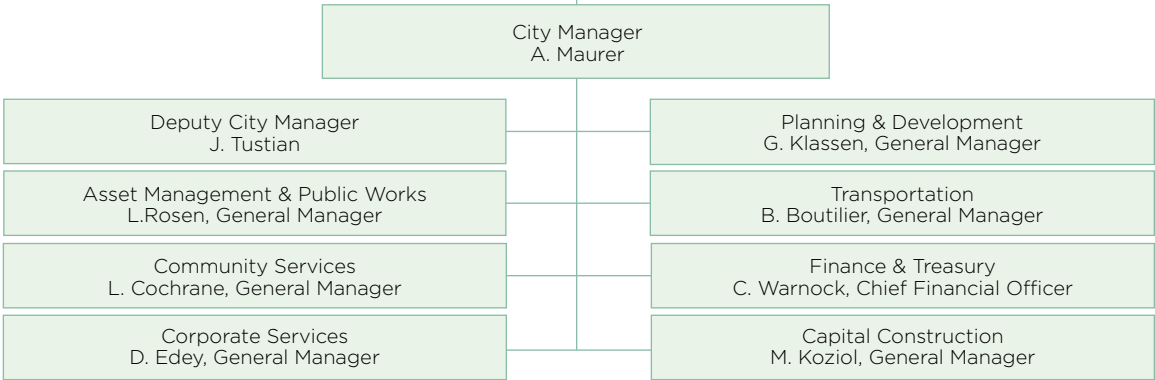 City Manager
A. Maurer
Deputy City Manager
J. Tustian
Planning & Development
G. Klassen, General Manager
Asset Management & Public Works
L.Rosen, General Manager
Transportation
B. Boutilier, General Manager
Community Services
L. Cochrane, General Manager
Finance & Treasury
C. Warnock, Chief Financial Officer
Corporate Services
D. Edey, General Manager
Capital Construction
M. Koziol, General Manager